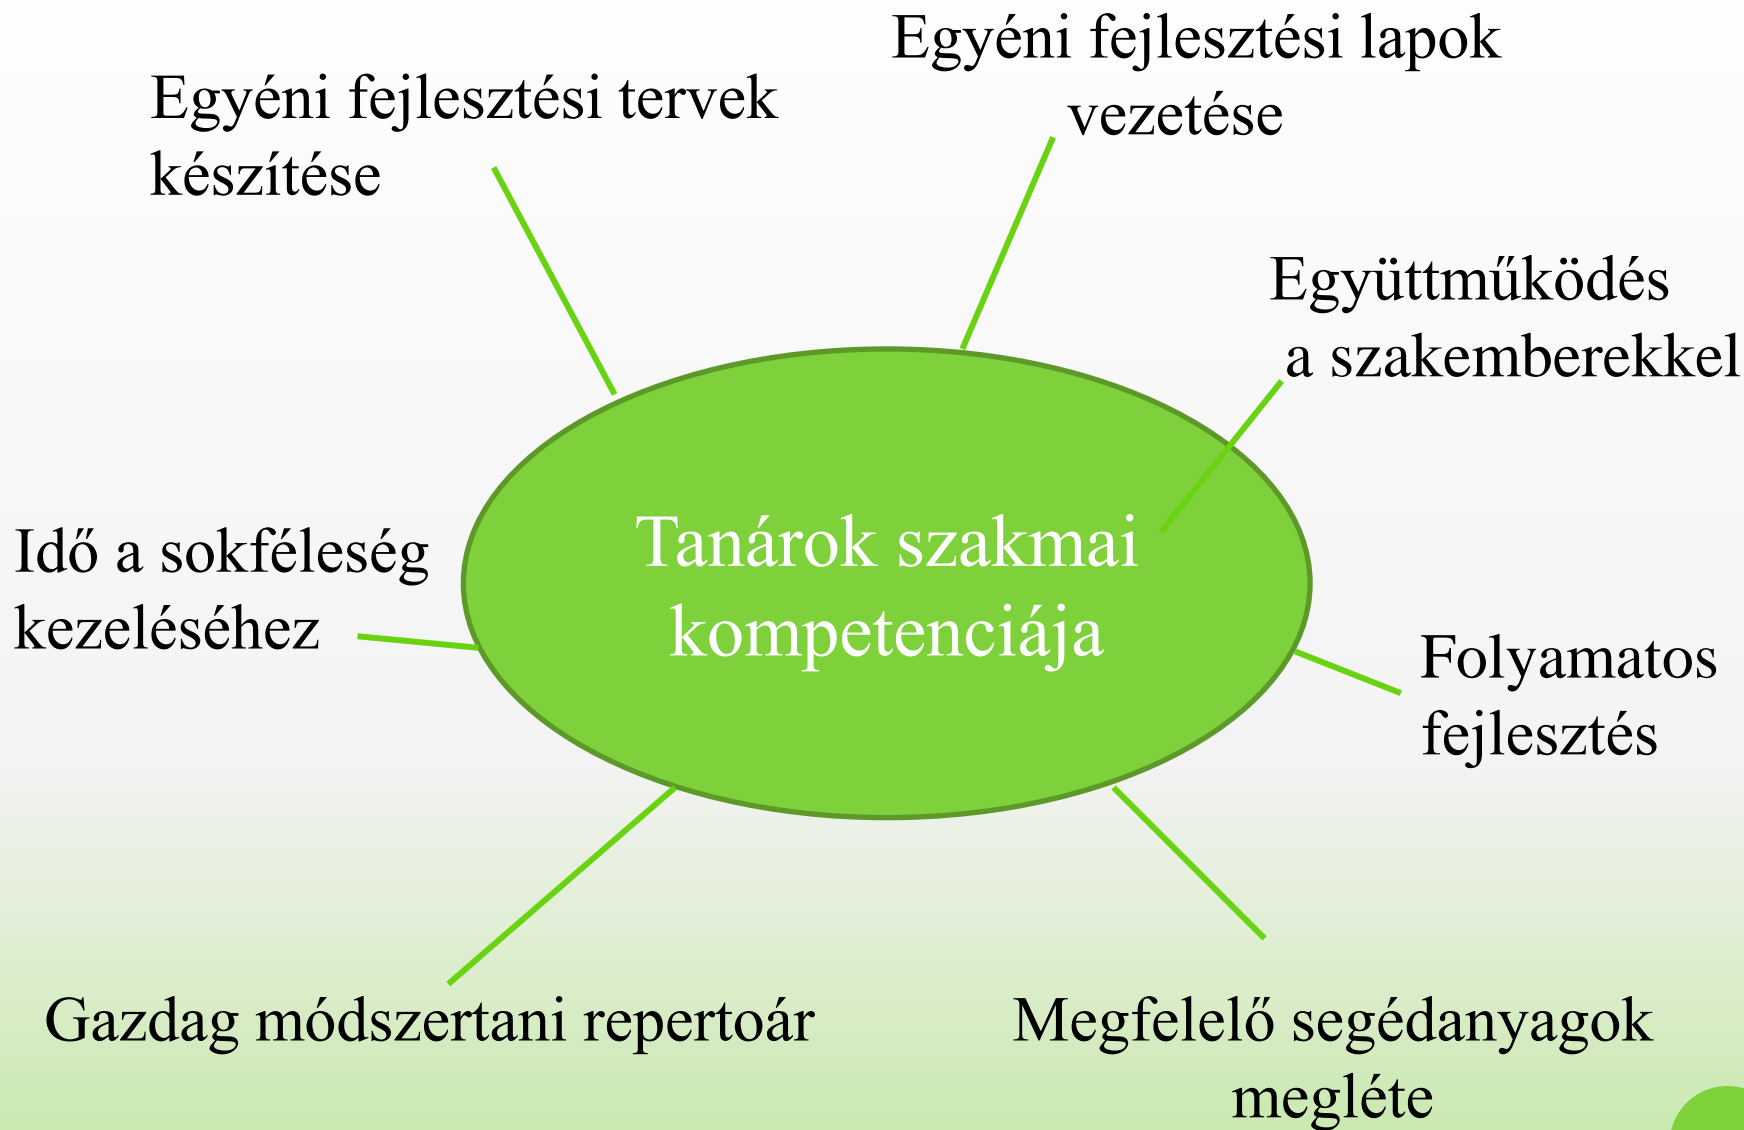 Egyéni fejlesztési tervek
készítése
Egyéni fejlesztési lapok
vezetése
Együttműködés
a szakemberekkel
Idő a sokféleség
kezeléséhez
Tanárok szakmai
kompetenciája
Folyamatos
fejlesztés
Gazdag módszertani repertoár
Megfelelő segédanyagok
megléte